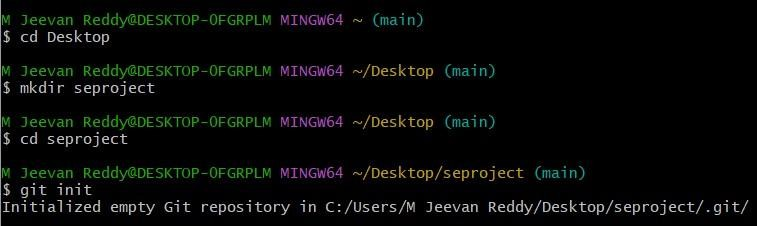 M Jeevan Reddy@DESKTOP-0FGRPLM MINGW64 ~ (main)
$ cd Desktop
M Jeevan Reddy@DESKTOP-0FGRPLM MINGW64 ~/Desktop (main)
$ mkdir seproject
M Jeevan Reddy@DESKTOP-0FGRPLM MINGW64 ~/Desktop (main)
$ cd seproject
M Jeevan Reddy@DESKTOP-0FGRPLM MINGW64 ~/Desktop/seproject (main)
$ git init
Initialized empty Git repository in C:/Users/M Jeevan Reddy/Desktop/seproject/.git/